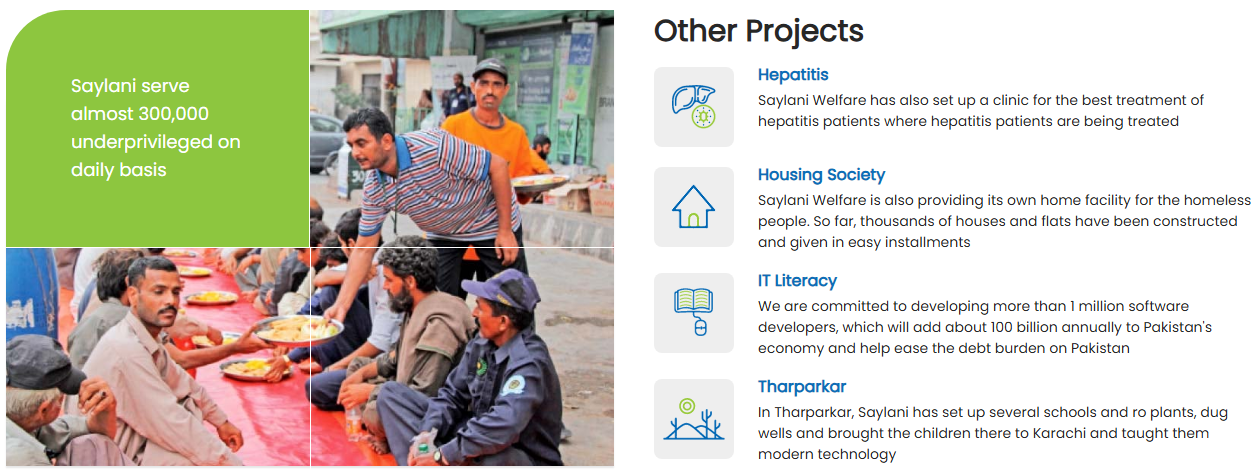 Saylani serve
almost 300,000
underprivileged on
daily basis
Other Projects
Hepatitis
Saylani Welfare has also set up a clinic for the best treatment of
hepatitis patients where hepatitis patients are being treated
Housing Society
Saylani Welfare is also providing its own home facility for the homeless
people. So far, thousands of houses and flats have been constructed
and given in easy installments
IT Literacy
We are committed to developing more than 1 million software
developers, which will add about 100 billion annually to Pakistan's
economy and help ease the debt burden on Pakistan
Tharparkar
In Tharparkar, Saylani has set up several schools and ro plants, dug
wells and brought the children there to Karachi and taught them
modern technology